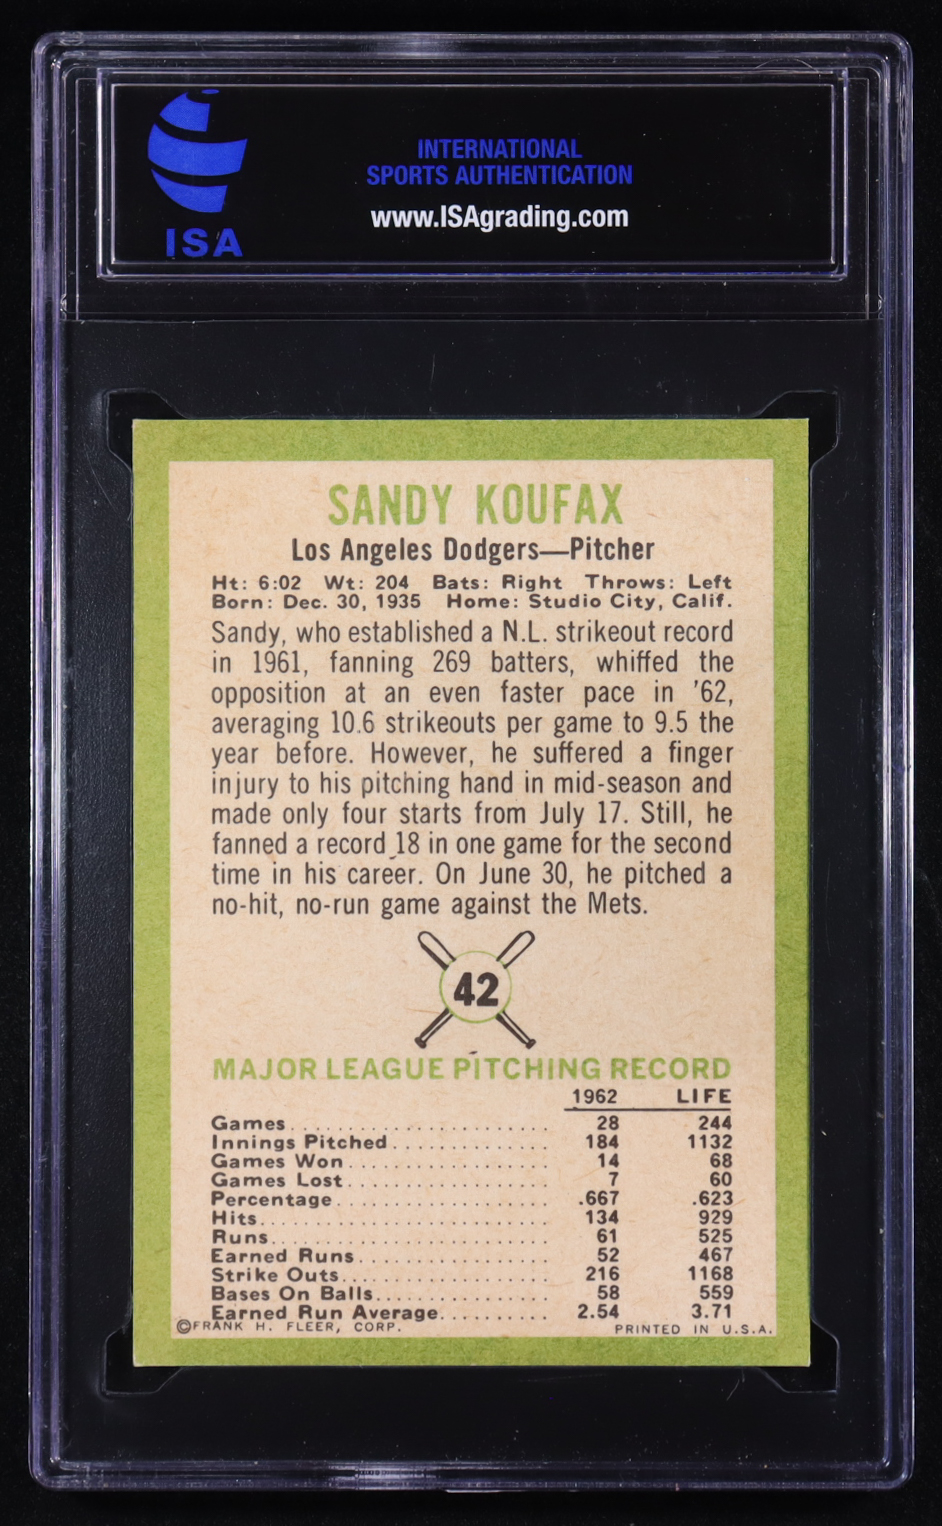 INTERNATIONAL
SPORTS AUTHENTICATION
www.ISAgrading.com
ISA
SANDY KOUFAX
Los Angeles Dodgers—Pitcher
Ht: 6:02 Wt: 204 Bats: Right Throws: Left
Born: Dec. 30, 1935 Home: Studio City, Calif.
Sandy, who established a N.L. strikeout record
in 1961, fanning 269 batters, whiffed the
opposition at an even faster pace in '62,
averaging 10.6 strikeouts per game to 9.5 the
year before. However, he suffered a finger
injury to his pitching hand in mid-season and
made only four starts from July 17. Still, he
fanned a record 18 in one game for the second
time in his career. On June 30, he pitched a
no-hit, no-run game against the Mets.
42
MAJOR LEAGUE PITCHING RECORD
1962 LIFE
Games 28 244
Innings Pitched 184 1132
Games Won 14 68
Games Lost 7 60
Percentage .667 .623
Hits 134 929
Runs 61 525
Earned Runs 52 467
Strike Outs 216 1168
Bases On Balls 58 559
Earned Run Average 2.54 3.71
©FRANK H. FLEER, CORP. PRINTED IN U.S.A.